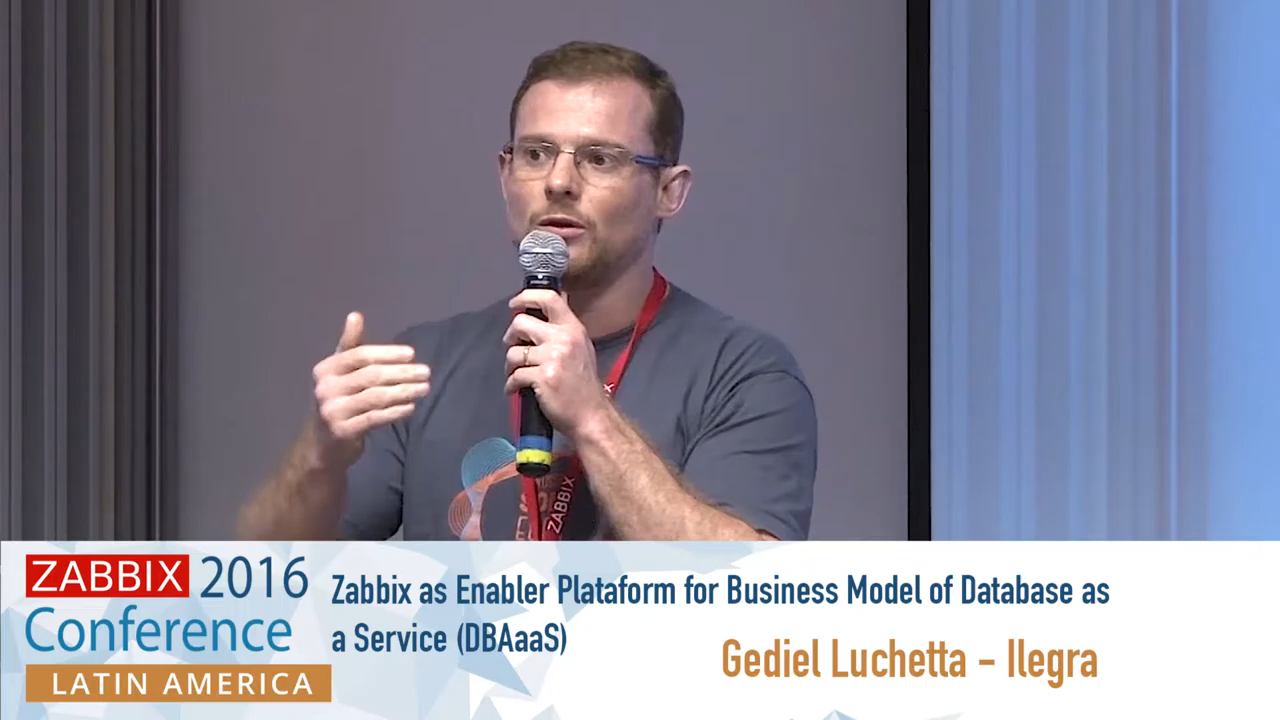 ZABBIX
ZABBIX 2016
Conference
LATIN AMERICA
Zabbix as Enabler Plataform for Business Model of Database as
a Service (DBAaaS)
Gediel Luchetta - Ilegra